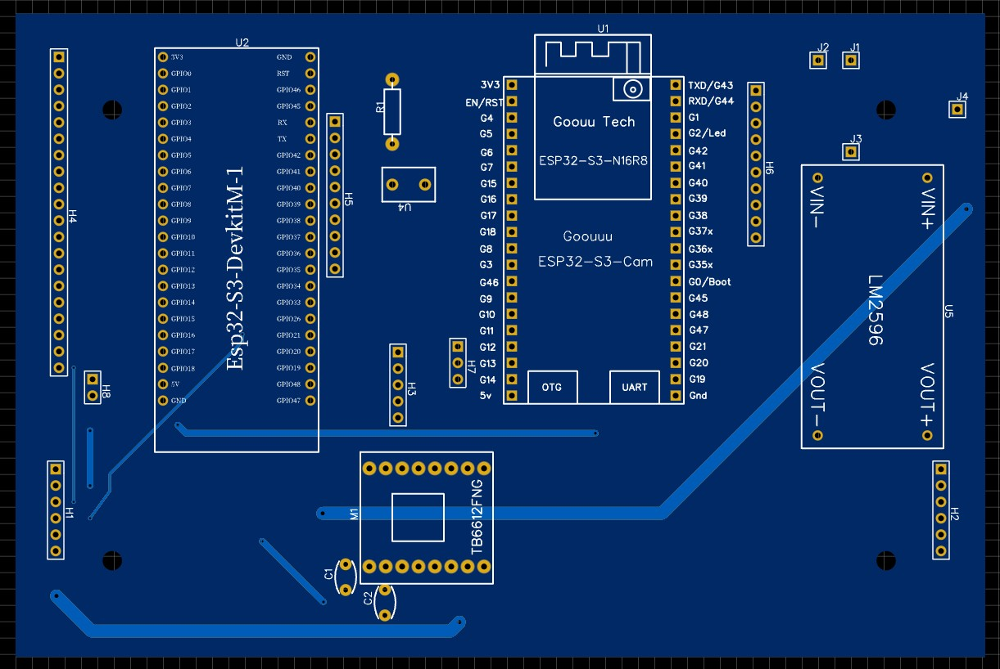 U2
3V3
GPIO0
GPIO1
GPIO2
GPIO3
GPIO4
GPIO5
GPIO6
GPIO7
GPIO8
GPIO9
GPIO10
GPIO11
GPIO12
GPIO13
GPIO14
GPIO15
GPIO16
GPIO17
GPIO18
5V
GND
GND
RST
GPIO46
GPIO45
RX
TX
GPIO42
GPIO41
GPIO40
GPIO39
GPIO38
GPIO37
GPIO36
GPIO35
GPIO34
GPIO33
GPIO26
GPIO21
GPIO20
GPIO19
GPIO48
GPIO47
Esp32-S3-DevkitM-1
H4
H8
H1
H5
R1
U4
H3
H7
U1
3V3
EN/RST
G4
G5
G6
G7
G15
G16
G17
G18
G8
G3
G46
G9
G10
G11
G12
G13
G14
5v
Goouu Tech
ESP32-S3-N16R8
Goouuu
ESP32-S3-Cam
OTG
UART
TXD/G43
RXD/G44
G1
G2/Led
G42
G41
G40
G39
G38
G37x
G36x
G35x
G0/Boot
G45
G48
G47
G21
G20
G19
Gnd
H6
J2
J1
J4
J3
VIN-
VIN+
LM2596
U5
VOUT-
VOUT+
H2
M1
TB6612FNG
C1
C2